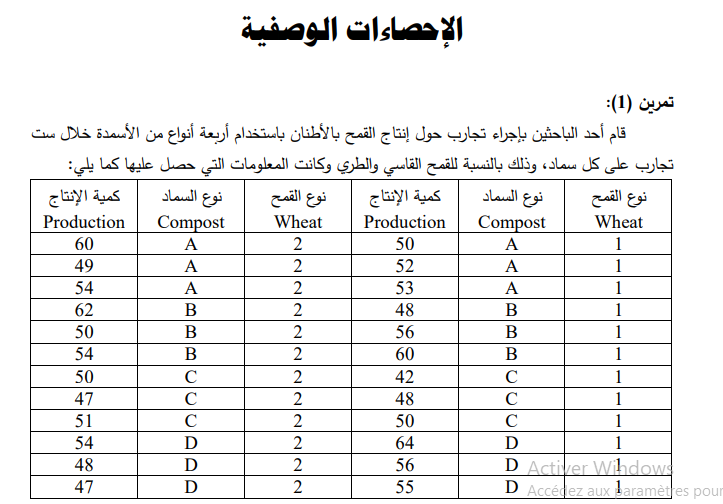 الإحصاءات الوصفية
تمرين (1):
قام أحد الباحثين بإجراء تجارب حول إنتاج القمح بالأطنان باستخدام أربعة أنواع من الأسمدة خلال ست
تجارب على كل سماد، وذلك بالنسبة للقمح القاسي والطري وكانت المعلومات التي حصل عليها كما يلي:
نوع القمح نوع السماد كمية الإنتاج نوع القمح نوع السماد كمية الإنتاج
Wheat Compost Production Wheat Compost Production
1 A 50 2 A 60
1 A 52 2 A 49
1 A 53 2 A 54
1 B 48 2 B 62
1 B 56 2 B 50
1 B 60 2 B 54
1 C 42 2 C 50
1 C 48 2 C 47
1 C 50 2 C 51
1 D 64 2 D 54
1 D 56 2 D 48
1 D 55 2 D 47
Activer Windows
Accédez aux paramètres pour